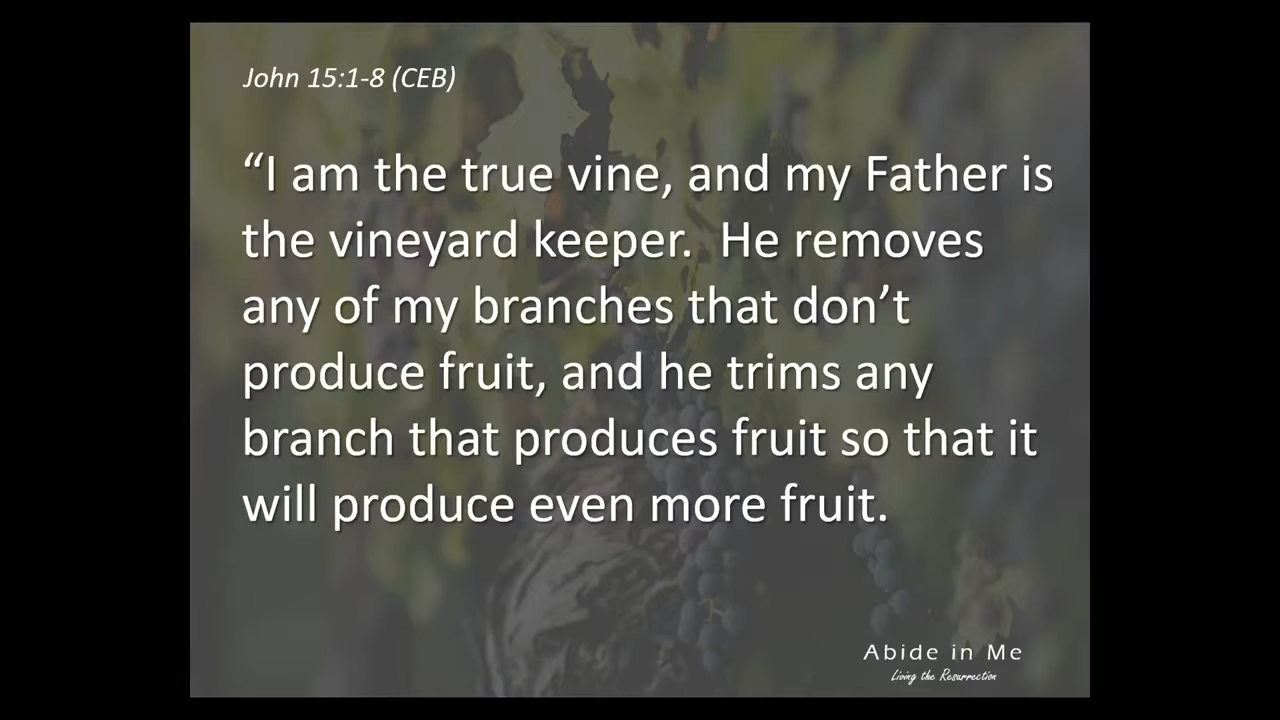 John 15:1-8 (CEB)
“I am the true vine, and my Father is
the vineyard keeper.  He removes
any of my branches that don’t
produce fruit, and he trims any
branch that produces fruit so that it
will produce even more fruit.
Abide in Me
Living the Resurrection